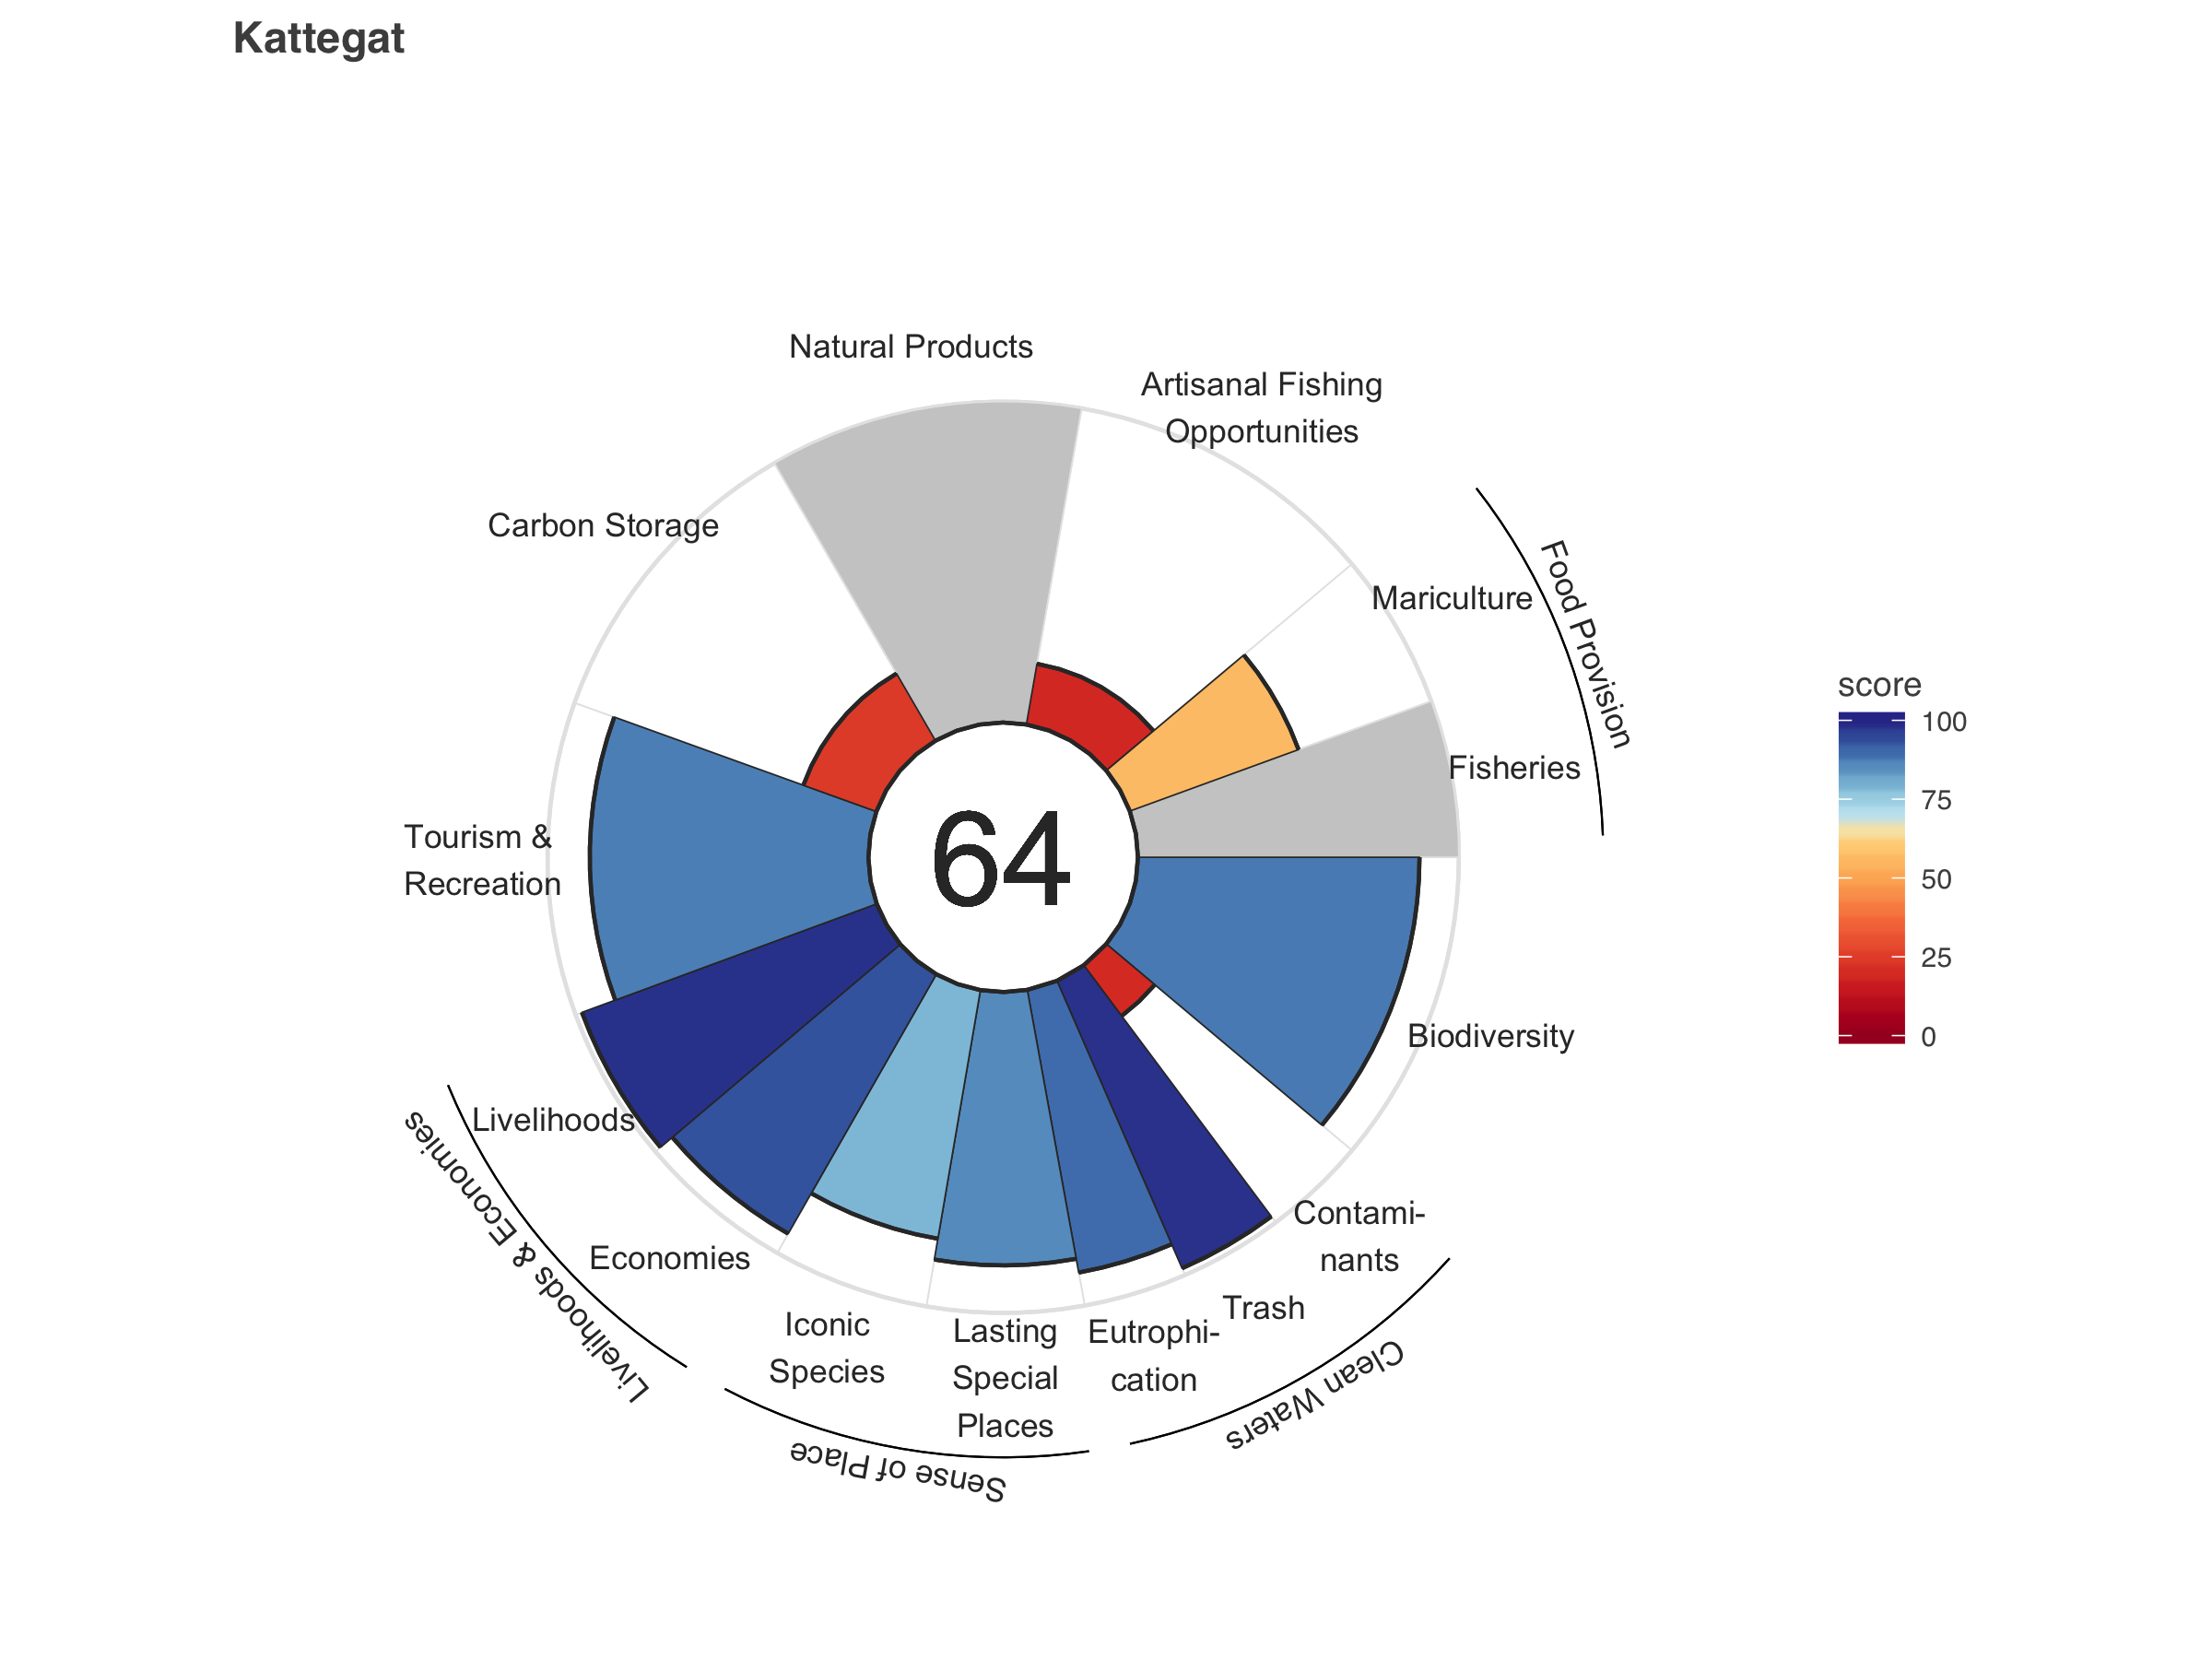 Kattegat
Natural Products
Artisanal Fishing
Opportunities
Carbon Storage
Mariculture
Food Provision
Fisheries
score
100
75
50
25
0
64
Tourism &
Recreation
Biodiversity
Livelihoods
Livelihoods & Economies
Economies
Contami-
nants
Trash
Iconic
Species
Lasting
Special
Places
Eutrophi-
cation
Clean Waters
Sense of Place